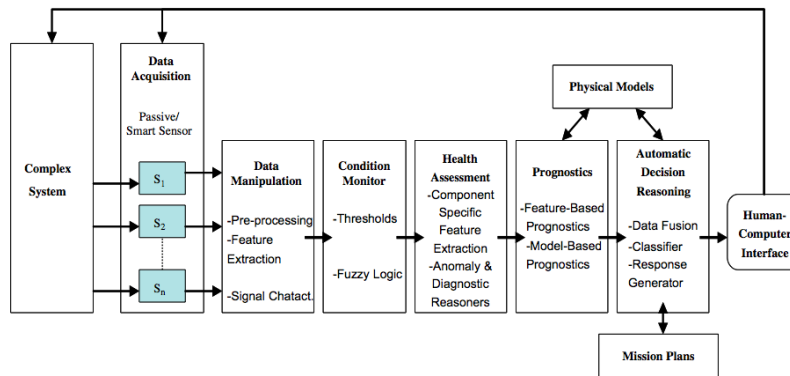 Complex
System
Data
Acquisition
Passive/
Smart Sensor
S1
S2
Sn
Data
Manipulation
-Pre-processing
-Feature
Extraction
-Signal Chatact.
Condition
Monitor
-Thresholds
-Fuzzy Logic
Health
Assessment
-Component
Specific
Feature
Extraction
-Anomaly &
Diagnostic
Reasoners
Physical Models
Prognostics
-Feature-Based
Prognostics
-Model-Based
Prognostics
Automatic
Decision
Reasoning
-Data Fusion
-Classifier
-Response
Generator
Human-
Computer
Interface
Mission Plans